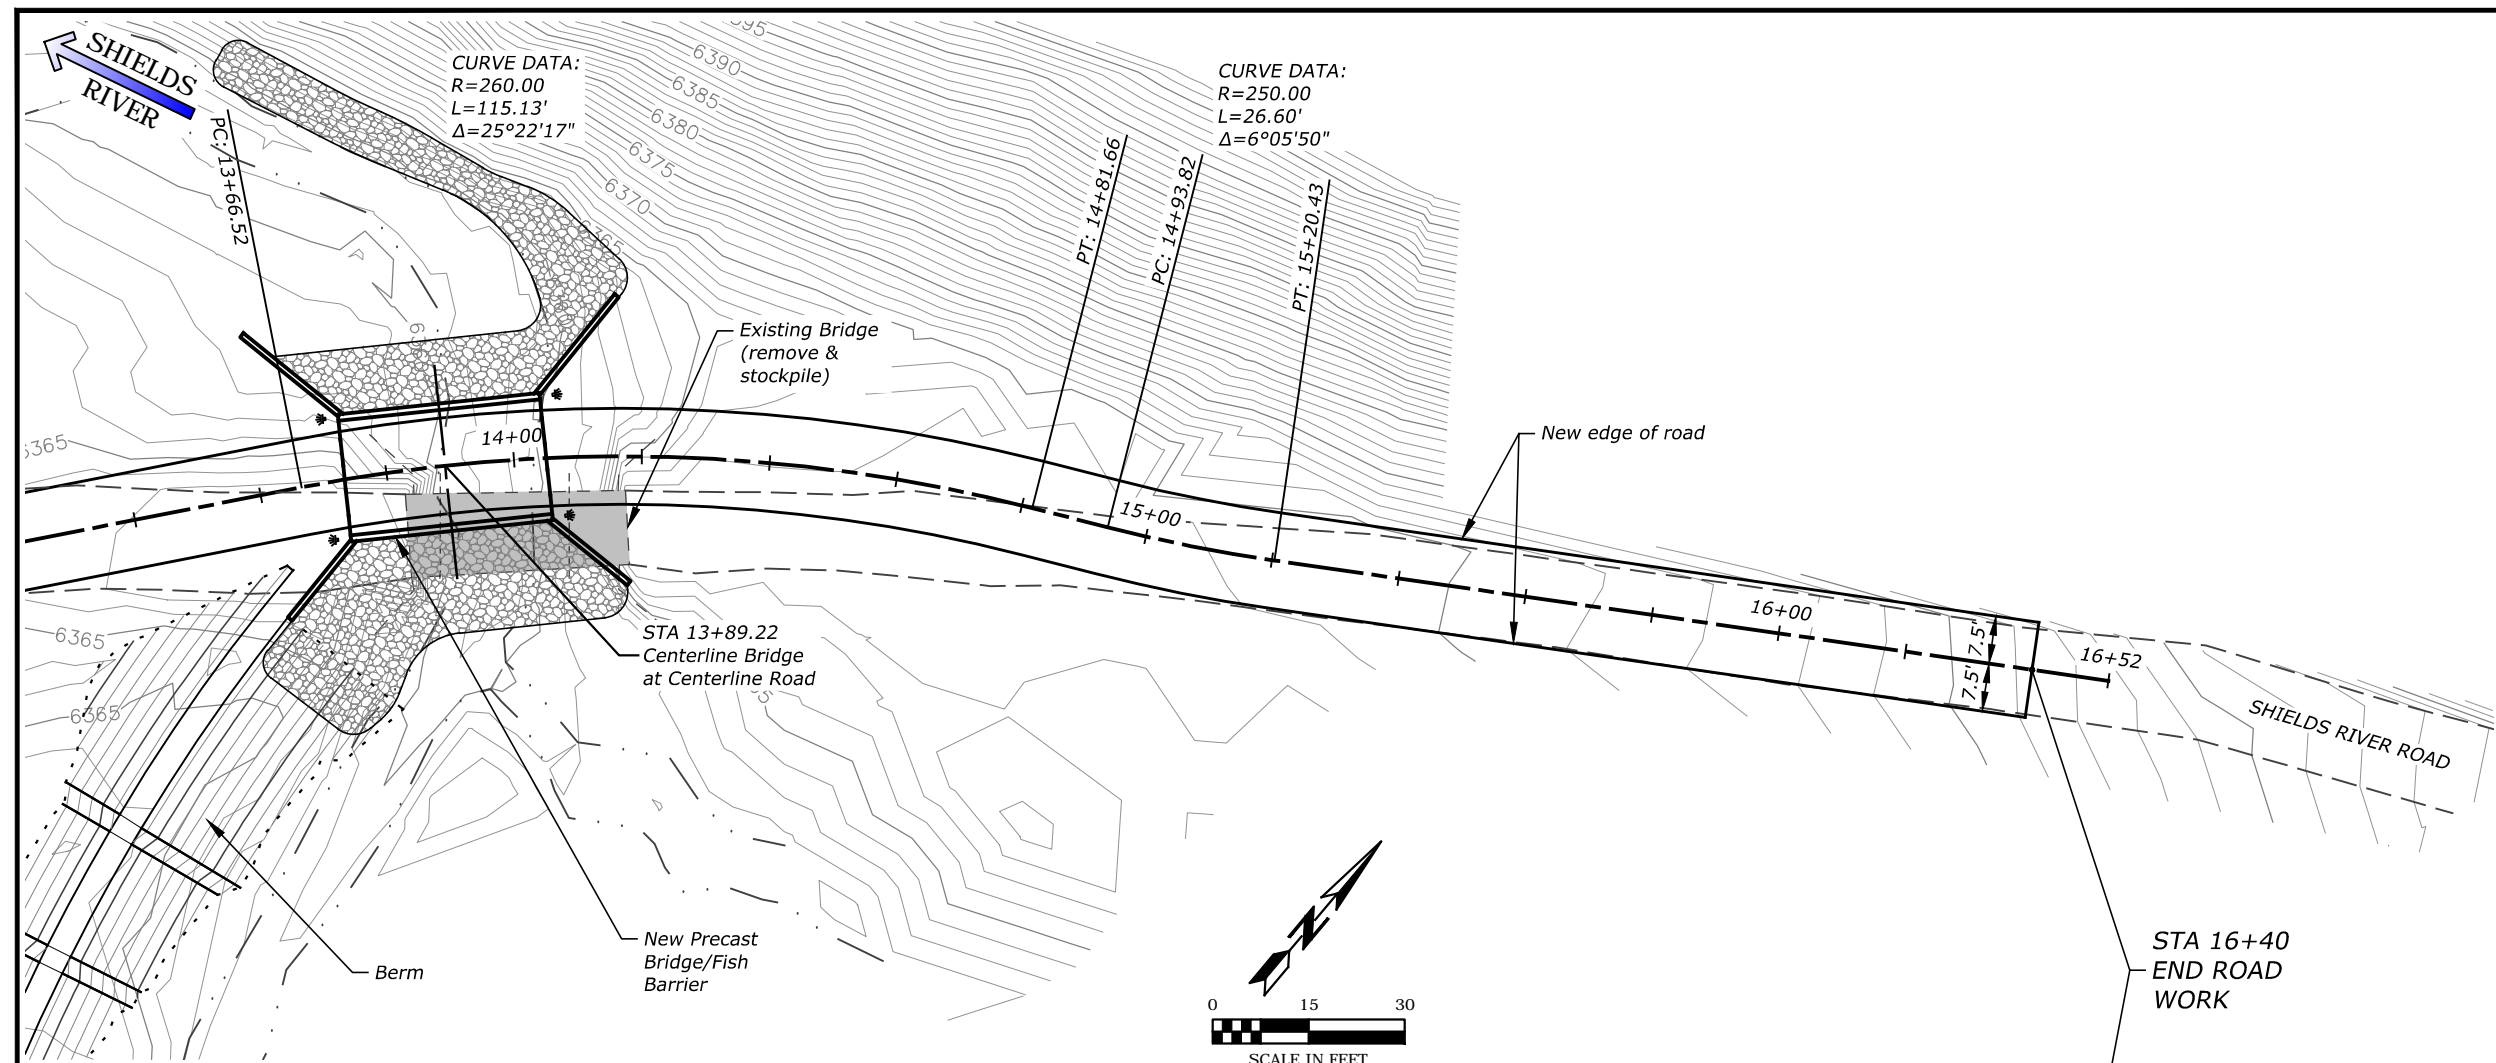 SHIELDS
RIVER
PC: 13+66.52
CURVE DATA:
R=260.00
L=115.13'
Δ=25°22'17"
6390
6385
6380
6375
6370
6365
CURVE DATA:
R=250.00
L=26.60'
Δ=6°05'50"
PT: 14+81.66
PC: 14+93.82
PT: 15+20.43
Existing Bridge
(remove &
stockpile)
14+00
6365
New edge of road
15+00
16+00
7.5'
7.5'
16+52
SHIELDS RIVER ROAD
STA 13+89.22
Centerline Bridge
at Centerline Road
6365
6365
New Precast
Bridge/Fish
Barrier
Berm
N
0 15 30
SCALE IN FEET
STA 16+40
END ROAD
WORK